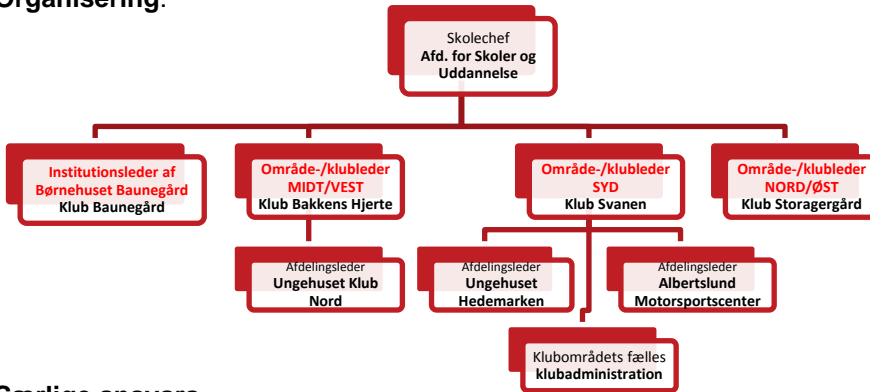 Organisering:
Skolechef
Afd. for Skoler og
Uddannelse
Institutionsleder af
Børnehuset Baunegård
Klub Baunegård
Område-/klubleder
MIDT/VEST
Klub Bakkens Hjerte
Område-/klubleder
SYD
Klub Svanen
Område-/klubleder
NORD/ØST
Klub Storagergård
Afdelingsleder
Ungehuset Klub
Nord
Afdelingsleder
Ungehuset
Hedemarken
Afdelingsleder
Albertslund
Motorsportscenter
Klubområdets fælles
klubadministration